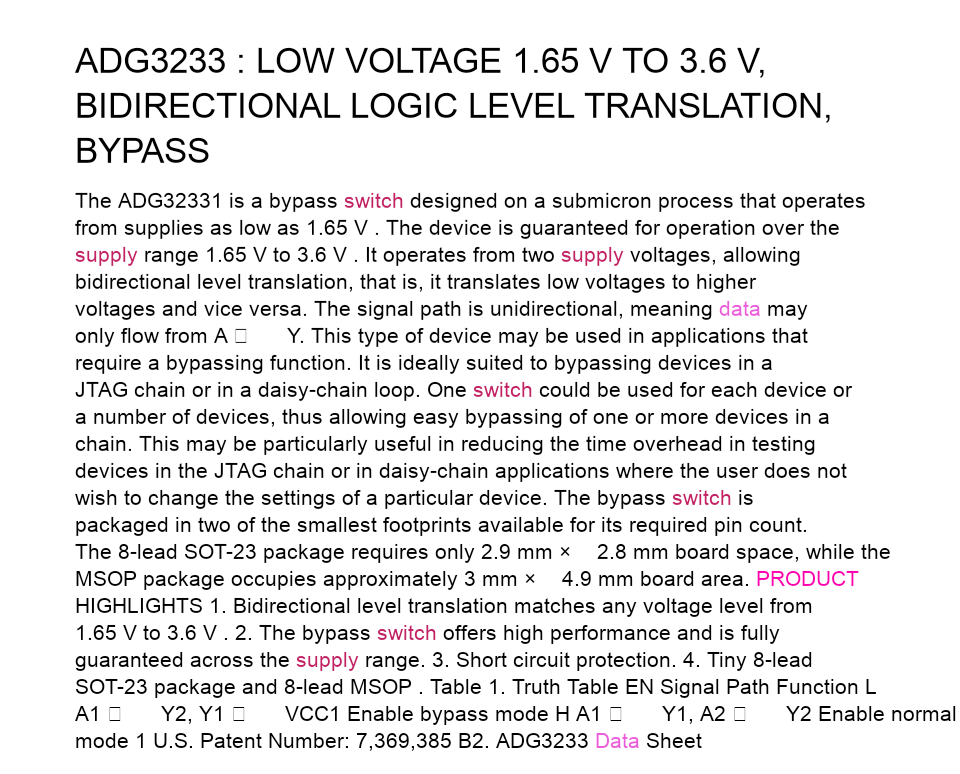 ADG3233 : LOW VOLTAGE 1.65 V TO 3.6 V,
BIDIRECTIONAL LOGIC LEVEL TRANSLATION,
BYPASS
The ADG32331 is a bypass switch designed on a submicron process that operates
from supplies as low as 1.65 V . The device is guaranteed for operation over the
supply range 1.65 V to 3.6 V . It operates from two supply voltages, allowing
bidirectional level translation, that is, it translates low voltages to higher
voltages and vice versa. The signal path is unidirectional, meaning data may
only flow from A □ Y. This type of device may be used in applications that
require a bypassing function. It is ideally suited to bypassing devices in a
JTAG chain or in a daisy-chain loop. One switch could be used for each device or
a number of devices, thus allowing easy bypassing of one or more devices in a
chain. This may be particularly useful in reducing the time overhead in testing
devices in the JTAG chain or in daisy-chain applications where the user does not
wish to change the settings of a particular device. The bypass switch is
packaged in two of the smallest footprints available for its required pin count.
The 8-lead SOT-23 package requires only 2.9 mm × 2.8 mm board space, while the
MSOP package occupies approximately 3 mm × 4.9 mm board area. PRODUCT
HIGHLIGHTS 1. Bidirectional level translation matches any voltage level from
1.65 V to 3.6 V . 2. The bypass switch offers high performance and is fully
guaranteed across the supply range. 3. Short circuit protection. 4. Tiny 8-lead
SOT-23 package and 8-lead MSOP . Table 1. Truth Table EN Signal Path Function L
A1 □ Y2, Y1 □ VCC1 Enable bypass mode H A1 □ Y1, A2 □ Y2 Enable normal
mode 1 U.S. Patent Number: 7,369,385 B2. ADG3233 Data Sheet